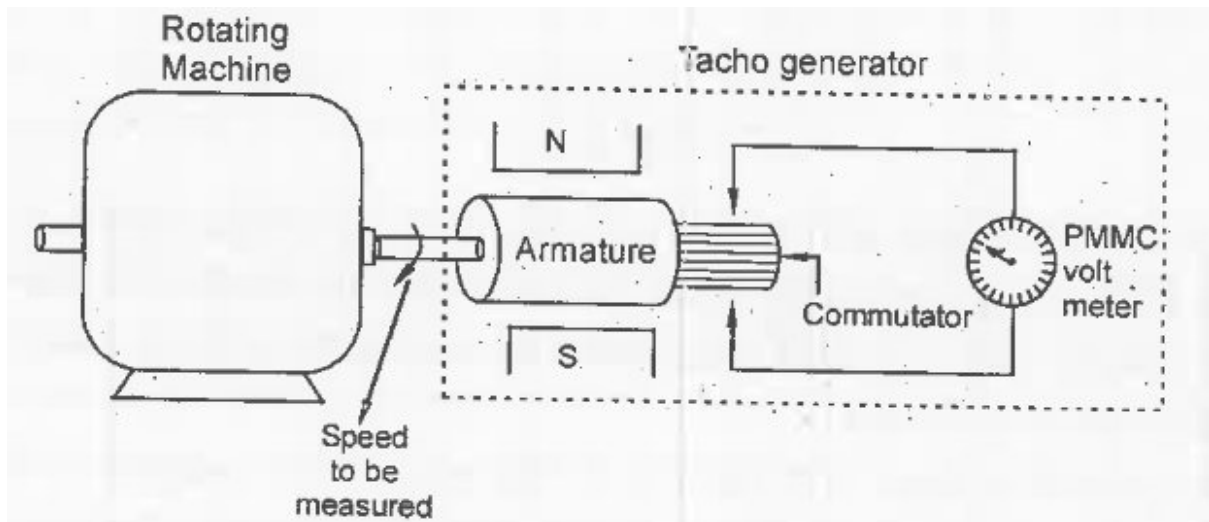 Rotating
Machine
Tacho generator
N
Armature
S
Commutator
PMMC
volt
meter
Speed
to be
measured